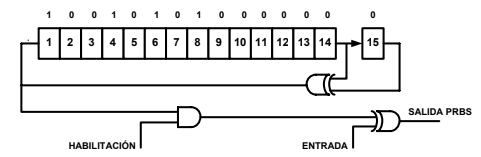 1 0 0 1 0 1 0 1 0 0 0 0 0 0 0
1 2 3 4 5 6 7 8 9 10 11 12 13 14 15
SALIDA PRBS
HABILITACIÓN ENTRADA